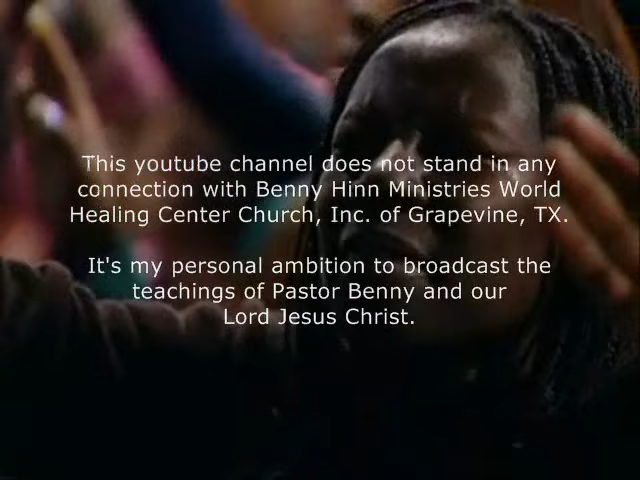 This youtube channel does not stand in any
connection with Benny Hinn Ministries World
Healing Center Church, Inc. of Grapevine, TX.
It's my personal ambition to broadcast the
teachings of Pastor Benny and our
Lord Jesus Christ.